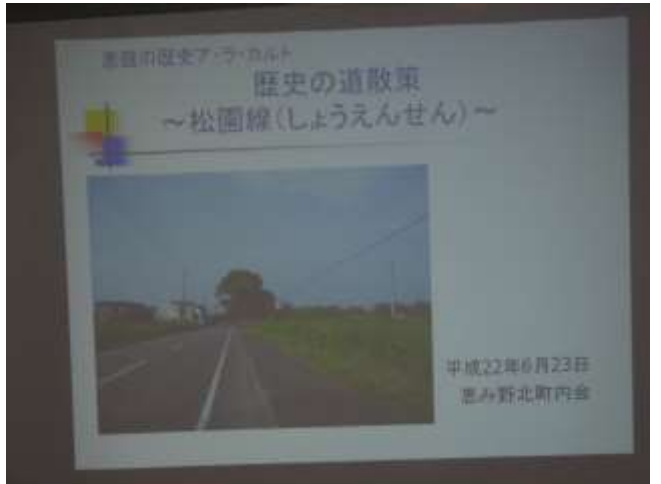 恵庭の歴史ア・ラ・カルト
歴史の道散策
～松園線(しょうえんせん)～
平成22年6月23日
恵み野北町内会